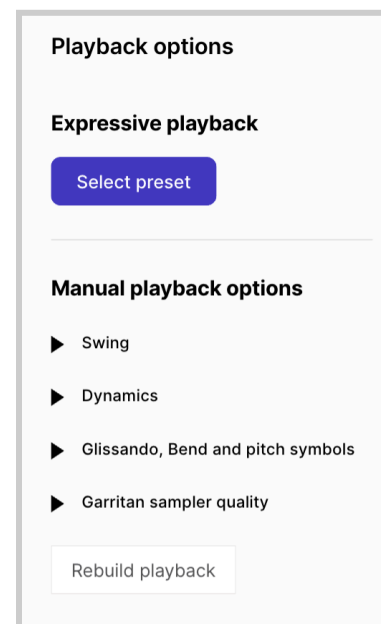 Playback options
Expressive playback
Select preset
Manual playback options
Swing
Dynamics
Glissando, Bend and pitch symbols
Garritan sampler quality
Rebuild playback